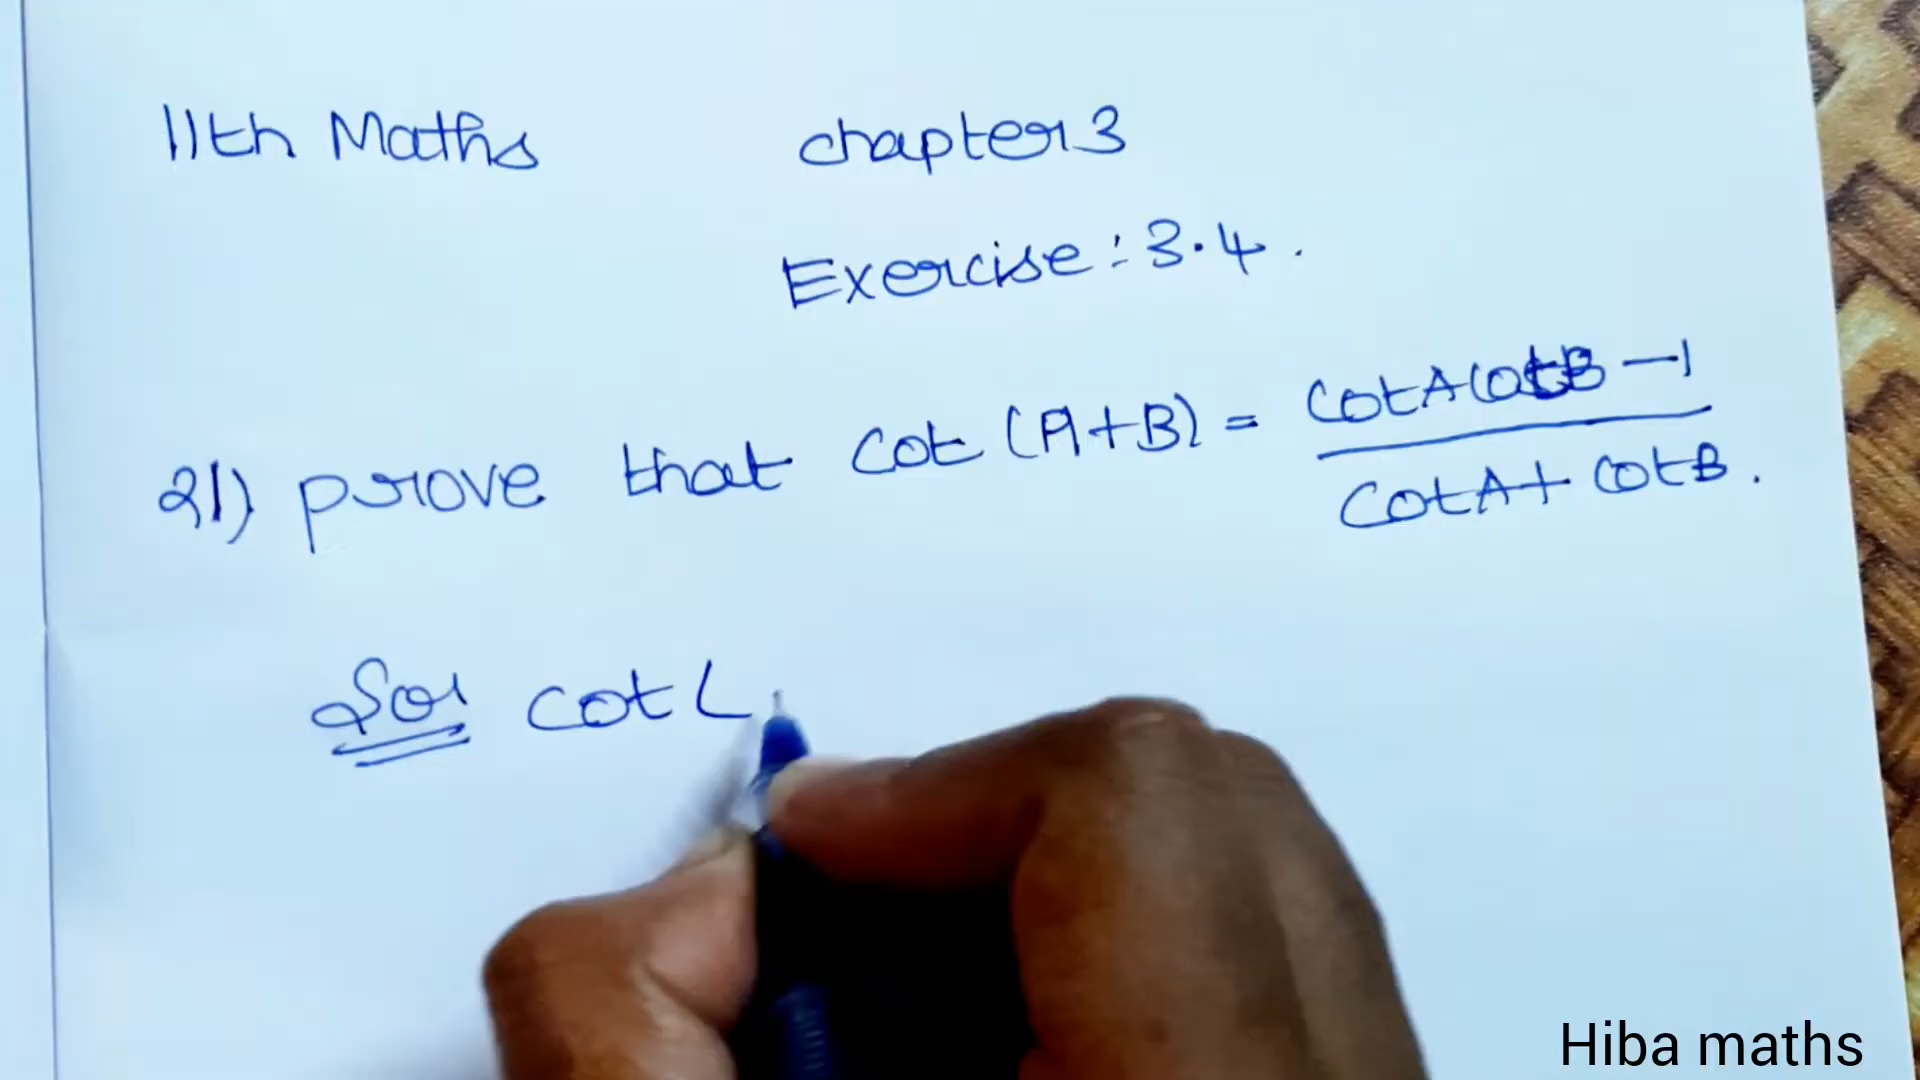 11th Maths chapter 3
Exercise : 3.4.
21) prove that cot (A+B) = cotA cotB - 1 / cotA + cotB.
Sol cot (
Hiba maths